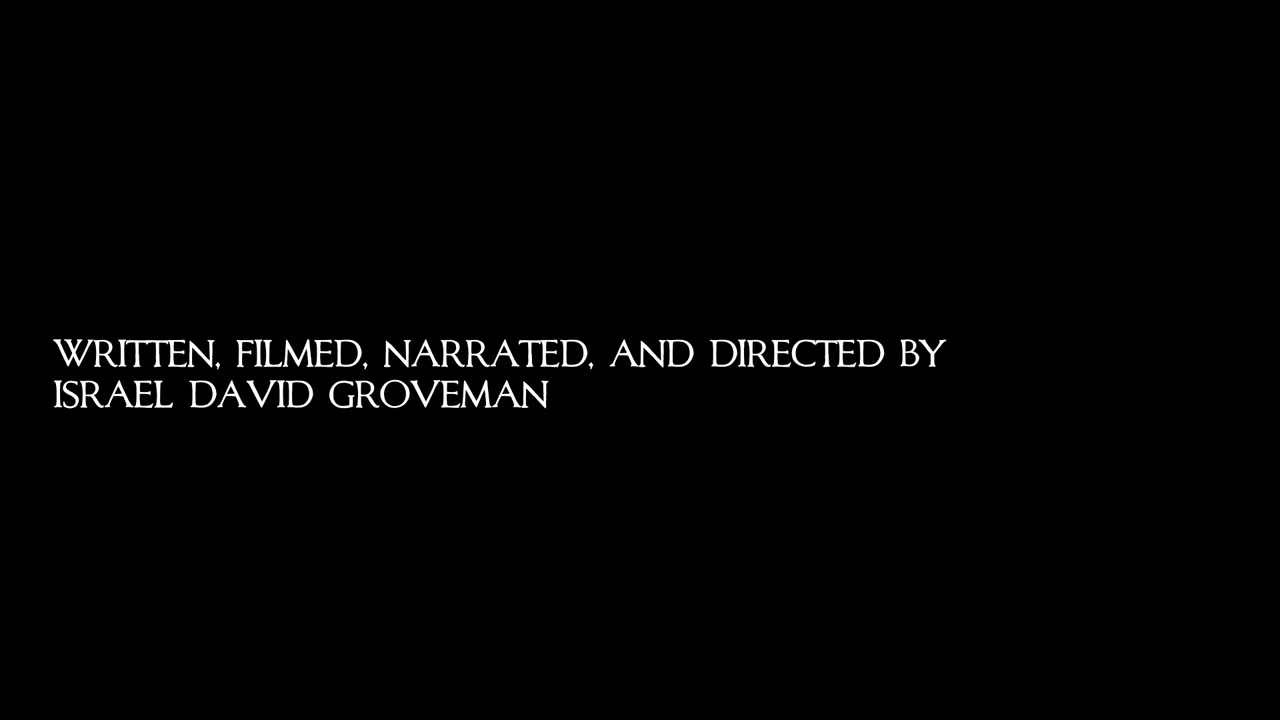 WRITTEN, FILMED, NARRATED, AND DIRECTED BY
ISRAEL DAVID GROVEMAN